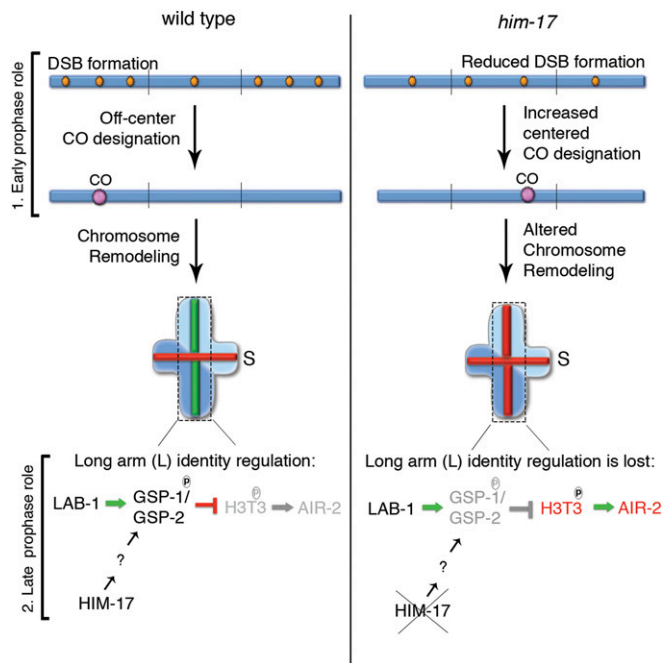 wild type
DSB formation
Off-center
CO designation
CO
Chromosome
Remodeling
S
Long arm (L) identity regulation:
P
P
LAB-1
GSP-1/
GSP-2
H3T3
AIR-2
?
HIM-17
him-17
Reduced DSB formation
Increased
centered
CO designation
CO
Altered
Chromosome
Remodeling
S
Long arm (L) identity regulation is lost:
P
P
LAB-1
GSP-1/
GSP-2
H3T3
AIR-2
?
HIM-17
1. Early prophase role
2. Late prophase role